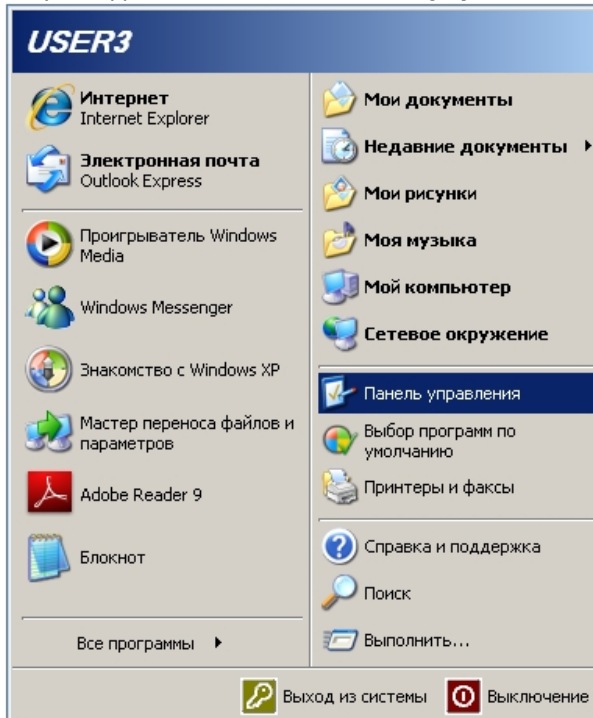 USER3
Интернет
Internet Explorer
Электронная почта
Outlook Express
Проигрыватель Windows
Media
Windows Messenger
Знакомство с Windows XP
Мастер переноса файлов и
параметров
Adobe Reader 9
Блокнот
Все программы
Мои документы
Недавние документы
Мои рисунки
Моя музыка
Мой компьютер
Сетевое окружение
Панель управления
Выбор программ по
умолчанию
Принтеры и факсы
Справка и поддержка
Поиск
Выполнить...
Выход из системы
Выключение